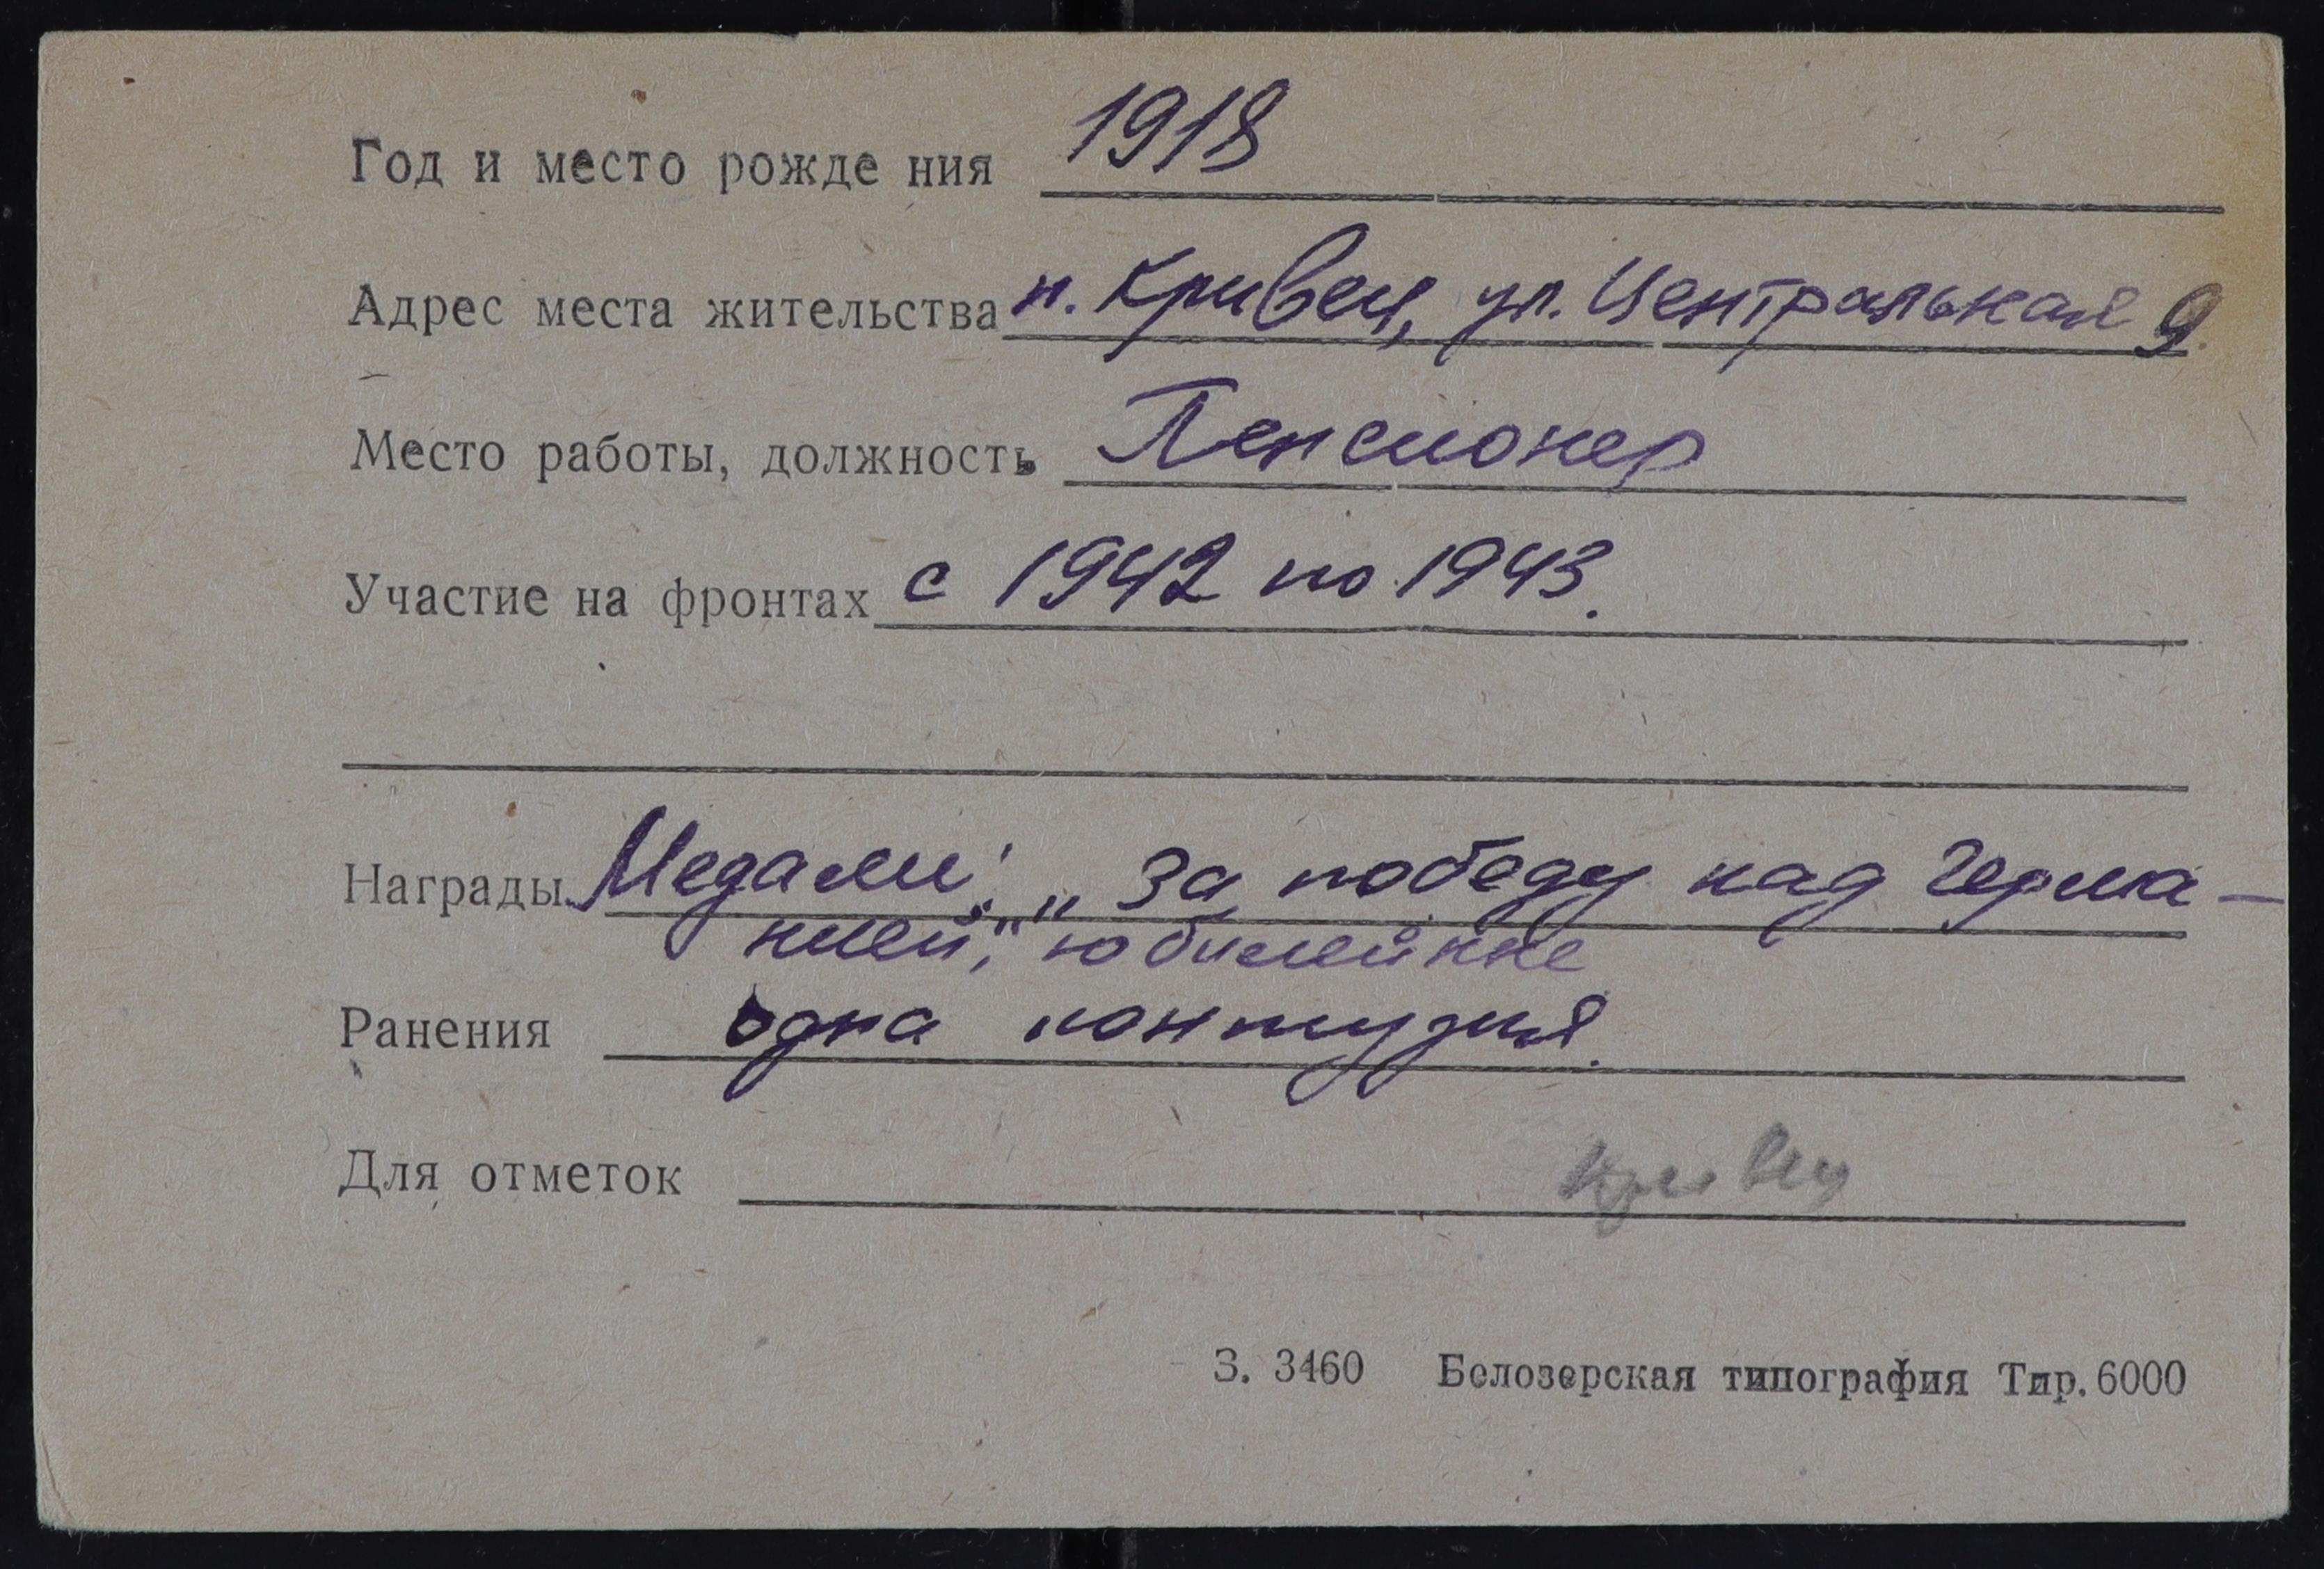 Год и место рожде ния 1918
Адрес места жительства п. Кривец, ул. Центральная 9.
Место работы, должность Пенсионер
Участие на фронтах с 1942 по 1943.
Награды Медали: „За победу над Герма-
нией", юбилейные
Ранения одна контузия.
Для отметок Кривец
З. 3460 Белозерская типография Тир. 6000